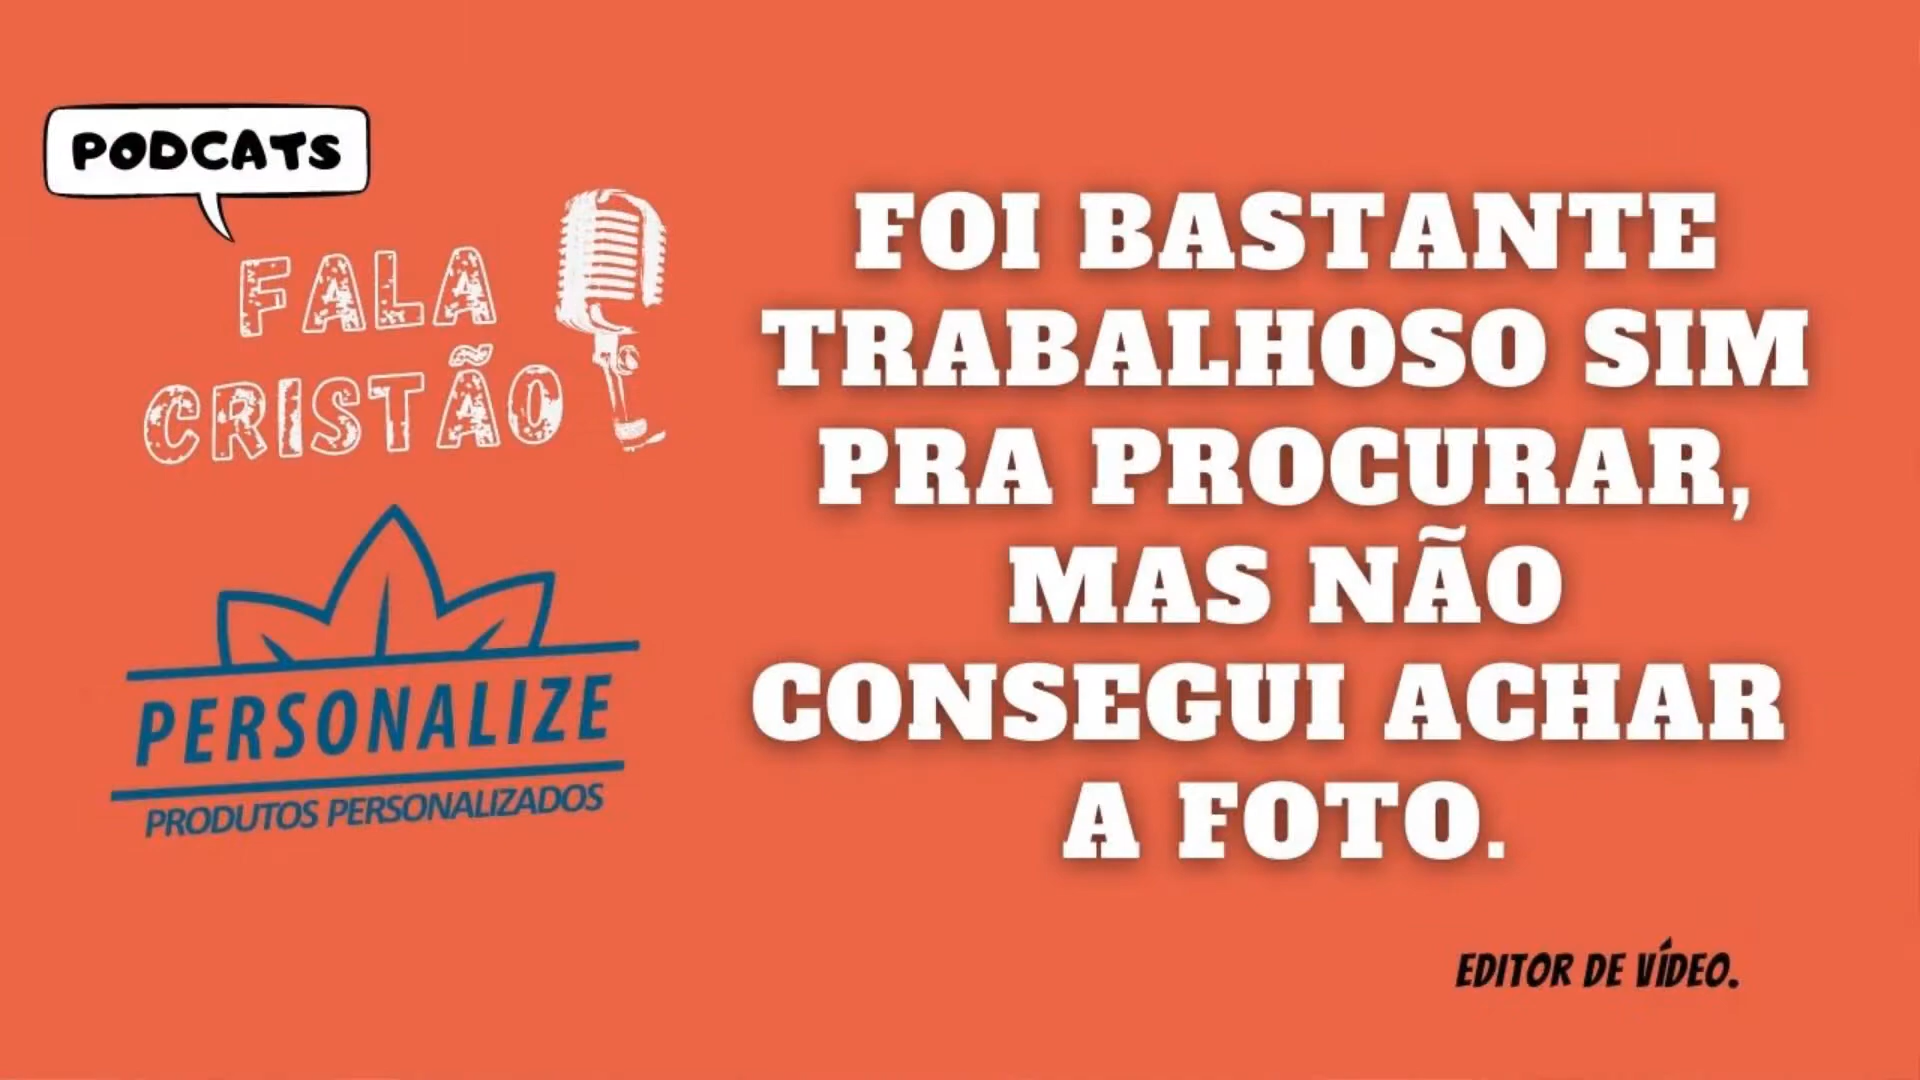 PODCATS
FALA
CRISTÃO
PERSONALIZE
PRODUTOS PERSONALIZADOS
FOI BASTANTE
TRABALHOSO SIM
PRA PROCURAR,
MAS NÃO
CONSEGUI ACHAR
A FOTO.
EDITOR DE VÍDEO.